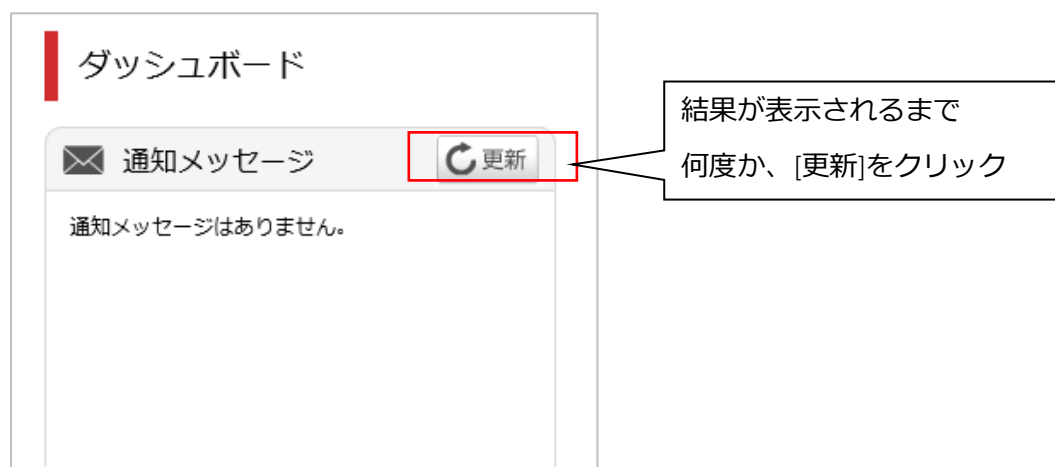 ダッシュボード
通知メッセージ
更新
通知メッセージはありません。
結果が表示されるまで
何度か、[更新]をクリック